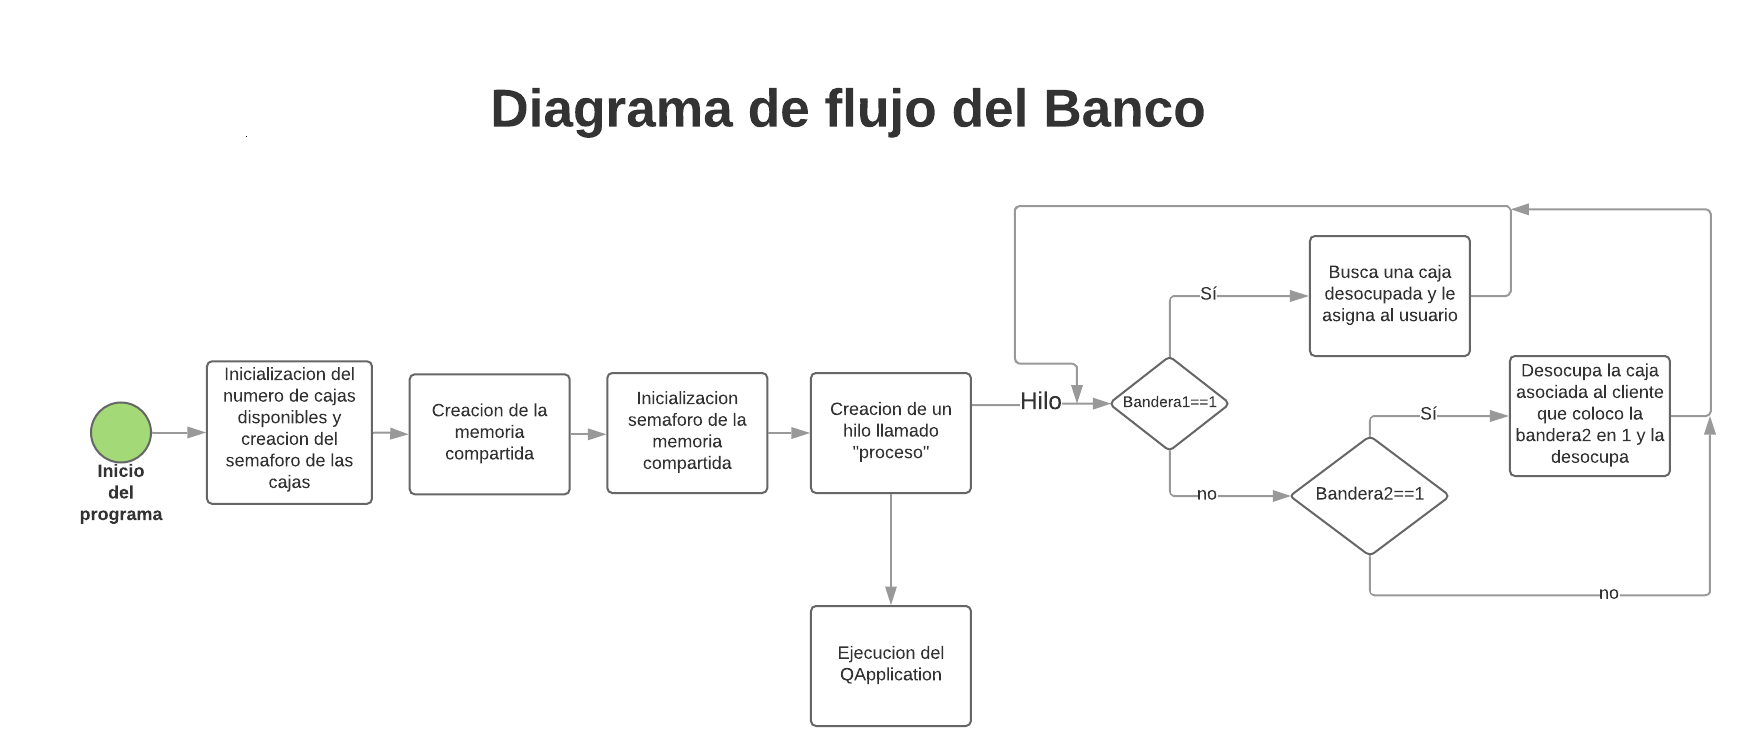 Diagrama de flujo del Banco
Inicio
del
programa
Inicializacion del
numero de cajas
disponibles y
creacion del
semaforo de las
cajas
Creacion de la
memoria
compartida
Inicializacion
semaforo de la
memoria
compartida
Creacion de un
hilo llamado
"proceso"
Ejecucion del
QApplication
Hilo
Bandera1==1
Sí
Busca una caja
desocupada y le
asigna al usuario
no
Bandera2==1
Sí
Desocupa la caja
asociada al cliente
que coloco la
bandera2 en 1 y la
desocupa
no